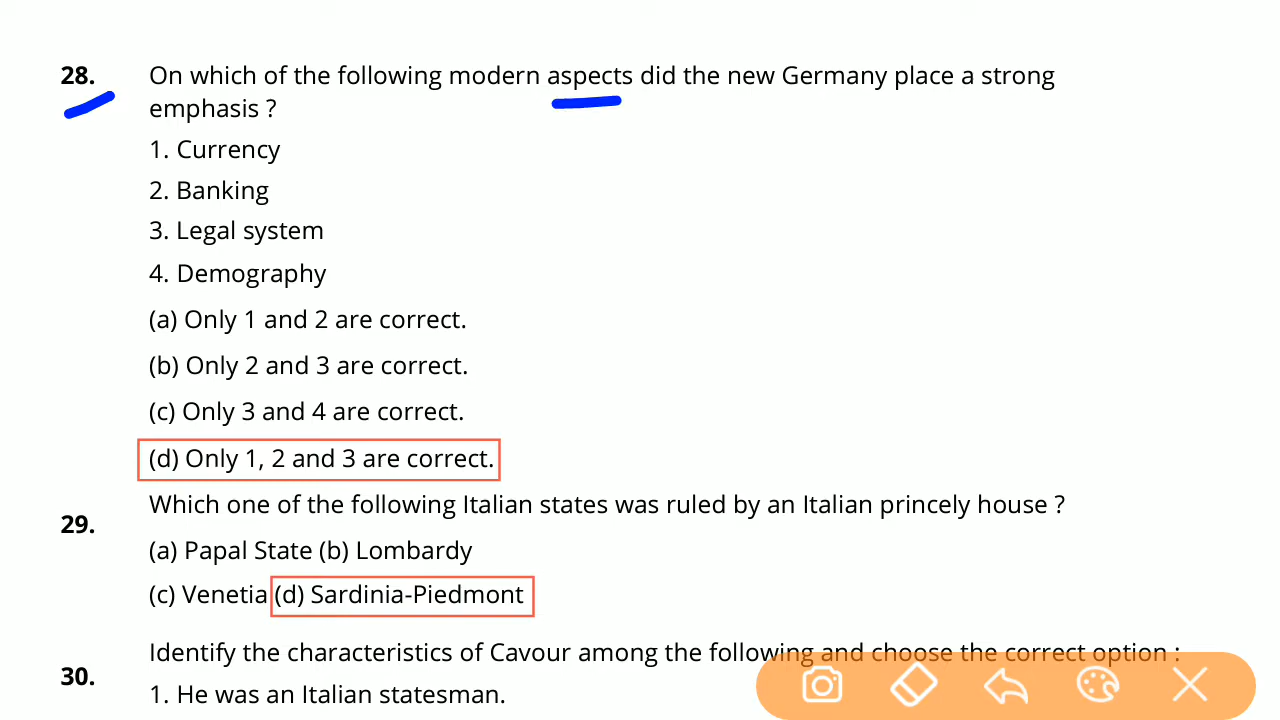 28. On which of the following modern aspects did the new Germany place a strong
emphasis ?
1. Currency
2. Banking
3. Legal system
4. Demography
(a) Only 1 and 2 are correct.
(b) Only 2 and 3 are correct.
(c) Only 3 and 4 are correct.
(d) Only 1, 2 and 3 are correct.
29. Which one of the following Italian states was ruled by an Italian princely house ?
(a) Papal State (b) Lombardy
(c) Venetia (d) Sardinia-Piedmont
30. Identify the characteristics of Cavour among the following and choose the correct option :
1. He was an Italian statesman.